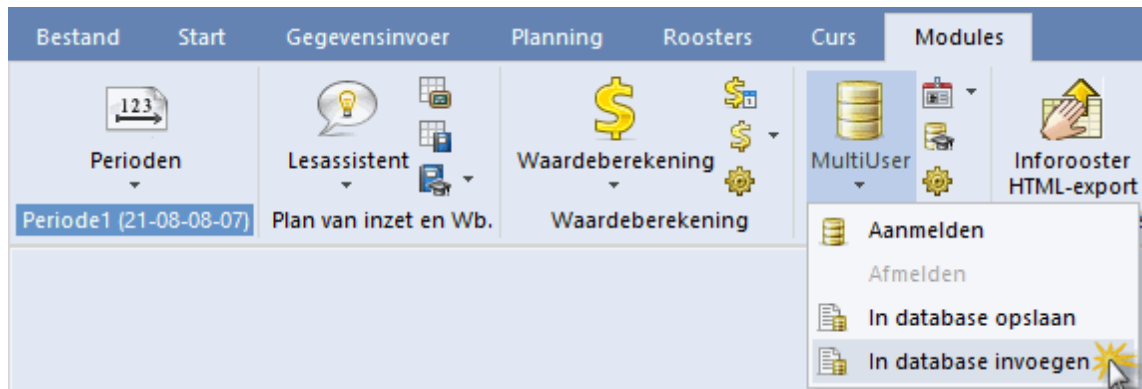 Bestand Start Gegevensinvoer Planning Roosters Curs Modules
123
Perioden
Periode1 (21-08-08-07)
Lesassistent
Plan van inzet en Wb.
Waardeberekening
Waardeberekening
MultiUser
Inforooster
HTML-export
Aanmelden
Afmelden
In database opslaan
In database invoegen